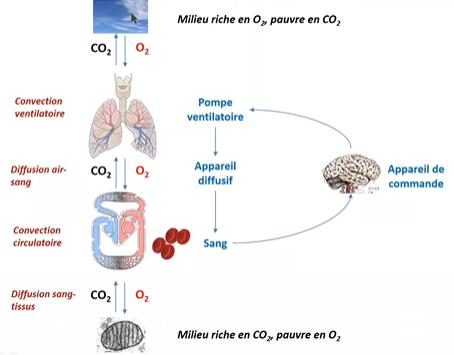 Milieu riche en O2, pauvre en CO2
CO2 O2
Convection
ventilatoire
Pompe
ventilatoire
Diffusion air-
sang
CO2 O2
Appareil
diffusif
Appareil de
commande
Convection
circulatoire
Sang
Diffusion sang-
tissus
CO2 O2
Milieu riche en CO2, pauvre en O2